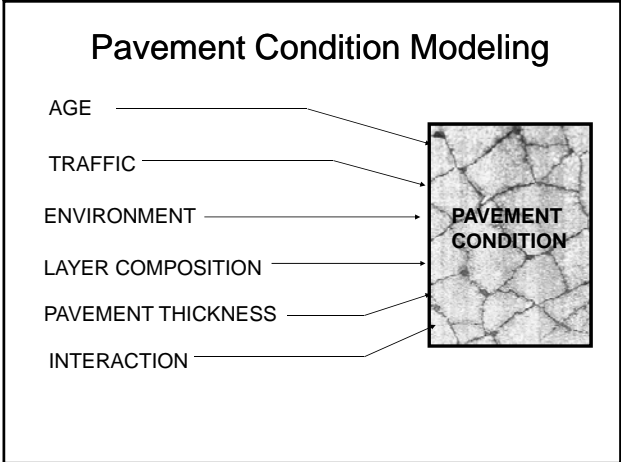 Pavement Condition Modeling
AGE
TRAFFIC
ENVIRONMENT
LAYER COMPOSITION
PAVEMENT THICKNESS
INTERACTION
PAVEMENT
CONDITION